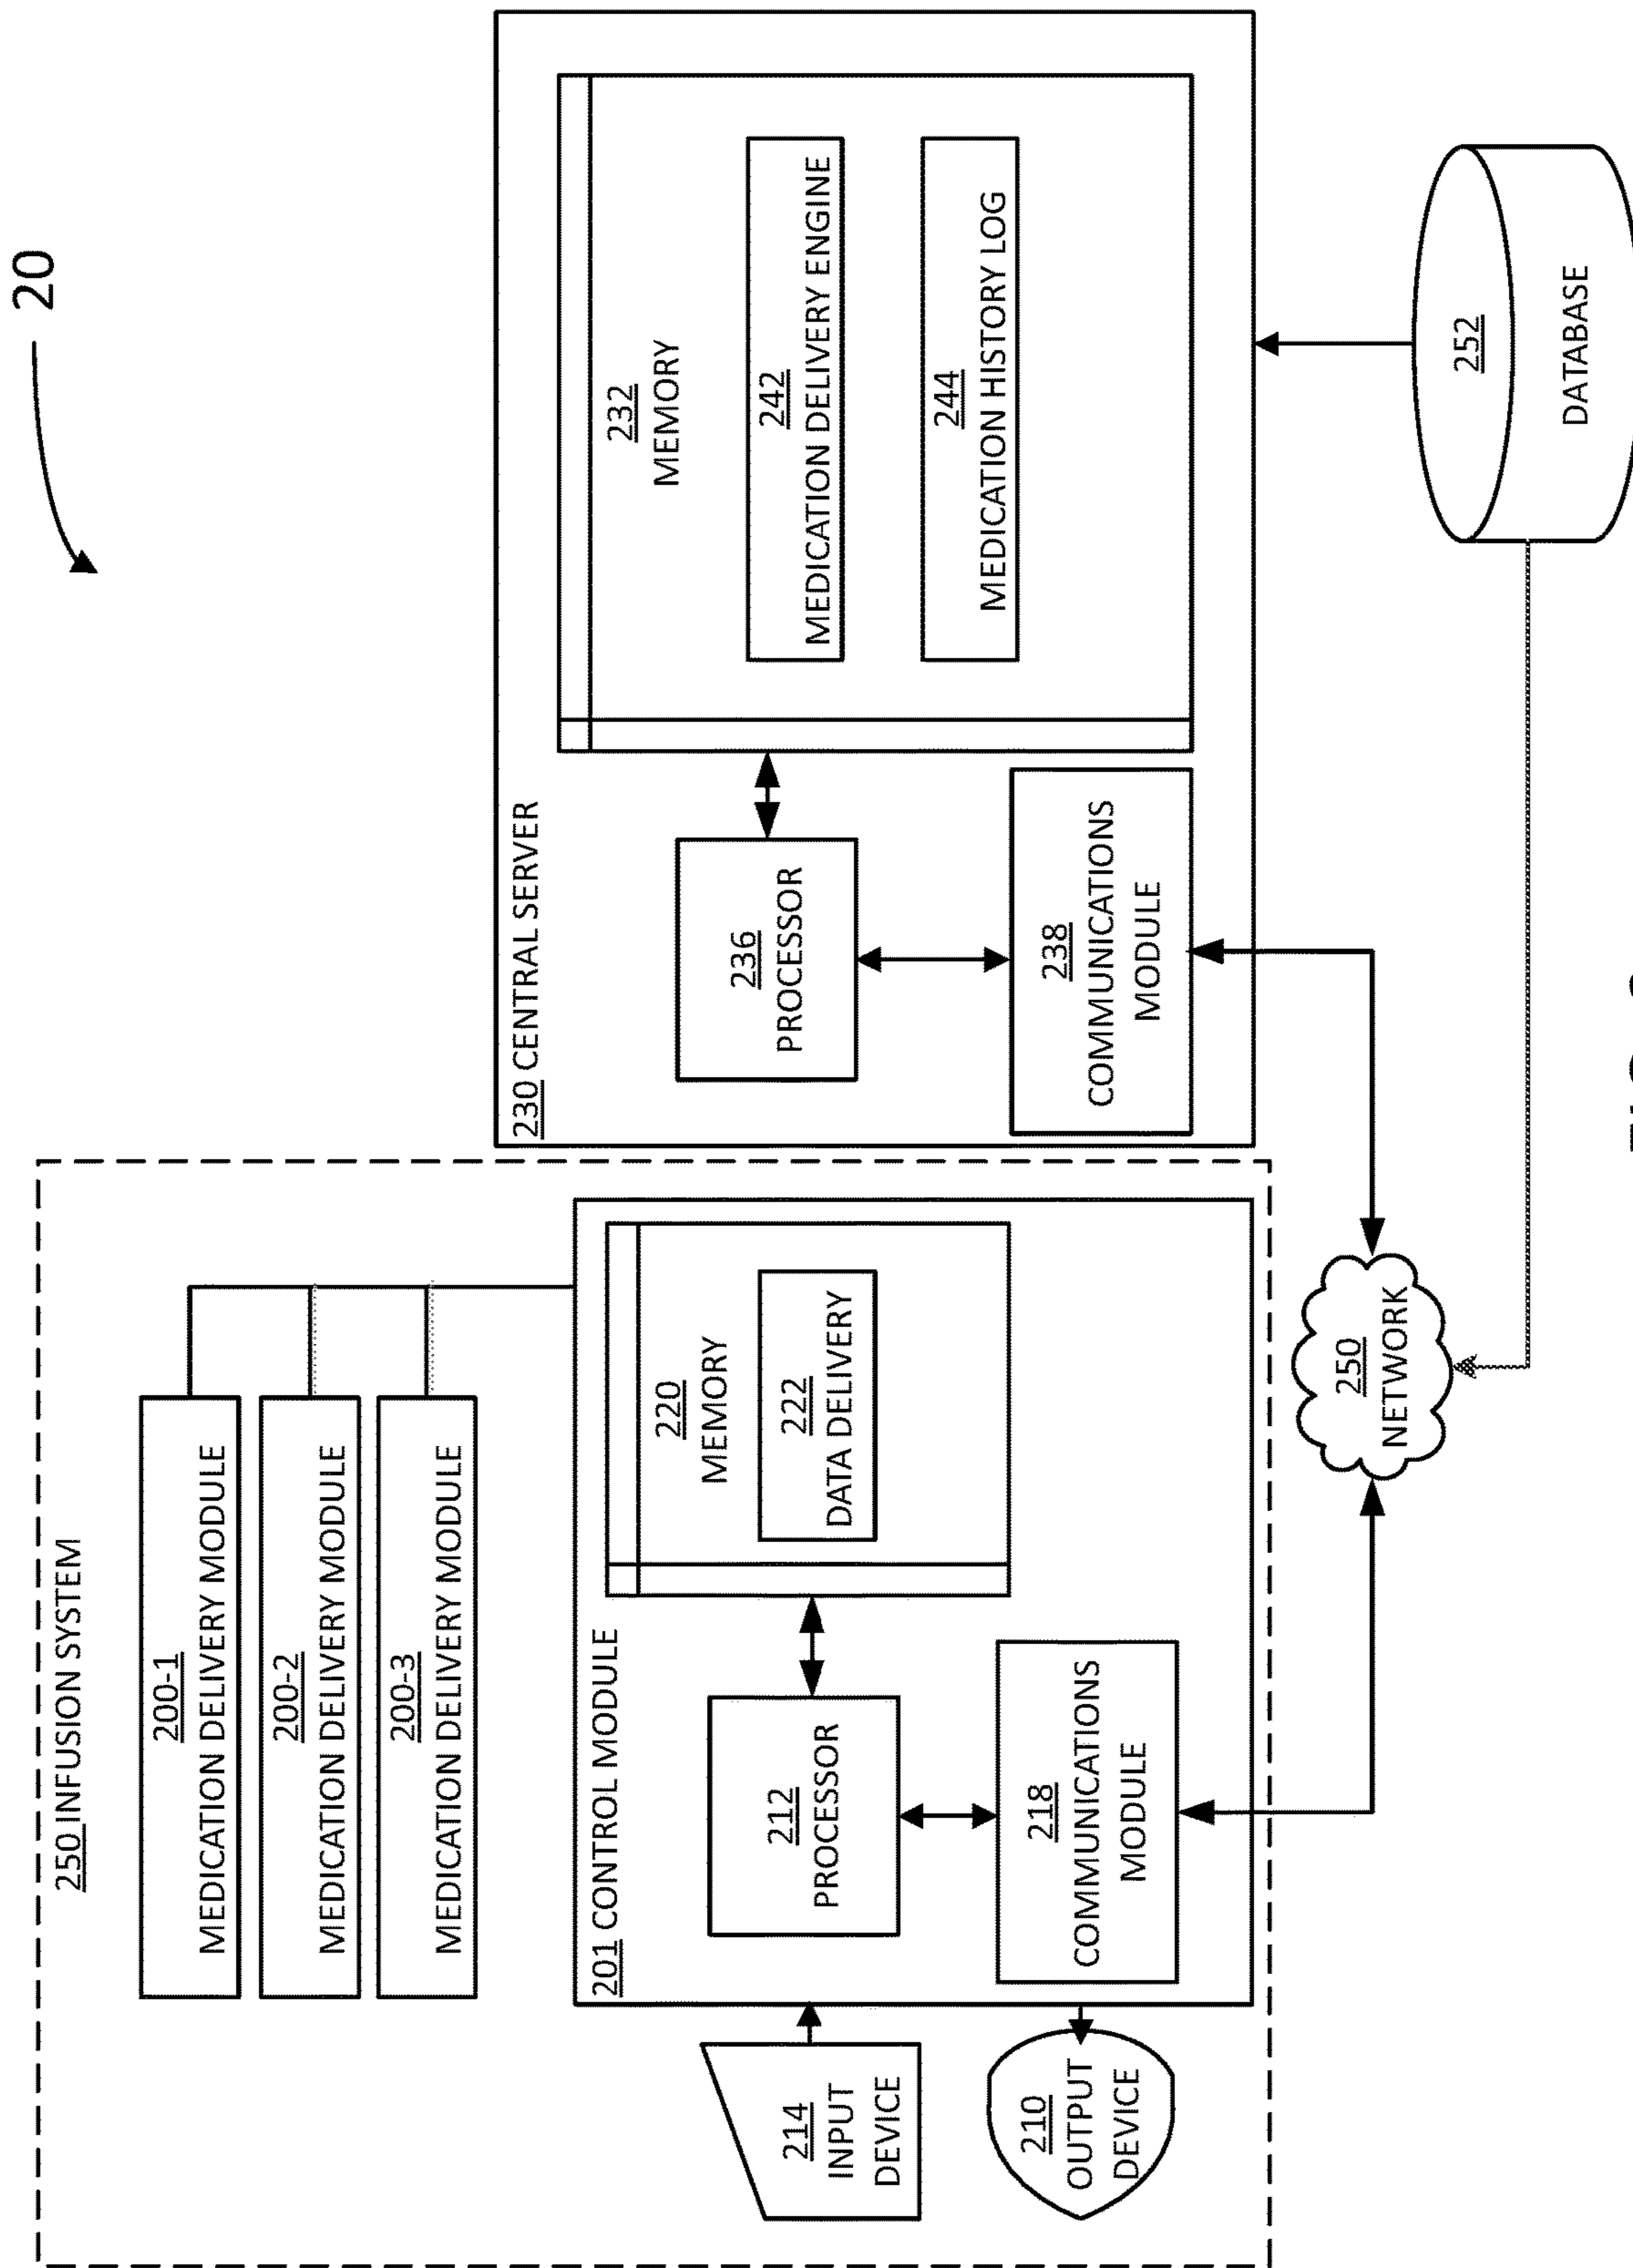 20
250 INFUSION SYSTEM
200-1
MEDICATION DELIVERY MODULE
200-2
MEDICATION DELIVERY MODULE
200-3
MEDICATION DELIVERY MODULE
201 CONTROL MODULE
220
MEMORY
222
DATA DELIVERY
212
PROCESSOR
218
COMMUNICATIONS
MODULE
214
INPUT
DEVICE
210
OUTPUT
DEVICE
230 CENTRAL SERVER
232
MEMORY
242
MEDICATION DELIVERY ENGINE
244
MEDICATION HISTORY LOG
236
PROCESSOR
238
COMMUNICATIONS
MODULE
250
NETWORK
252
DATABASE